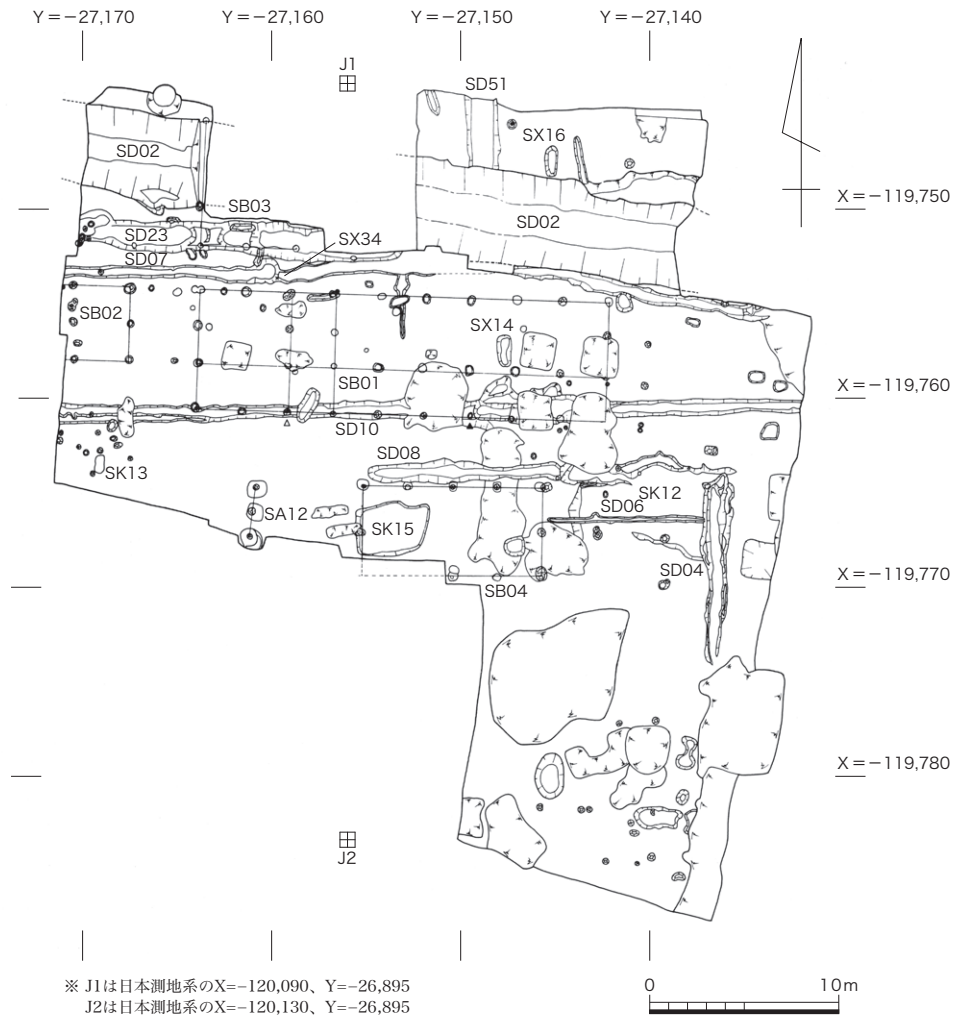 Y=−27,170
Y=−27,160
Y=−27,150
Y=−27,140
J1
SD51
SX16
SD02
X=−119,750
SB03
SD02
SD23
SX34
SD07
SB02
SX14
X=−119,760
SB01
SD10
SD08
SK13
SK12
SD06
SA12
SK15
SD04
X=−119,770
SB04
X=−119,780
J2
※ J1は日本測地系のX=−120,090、Y=−26,895
J2は日本測地系のX=−120,130、Y=−26,895
0 10m